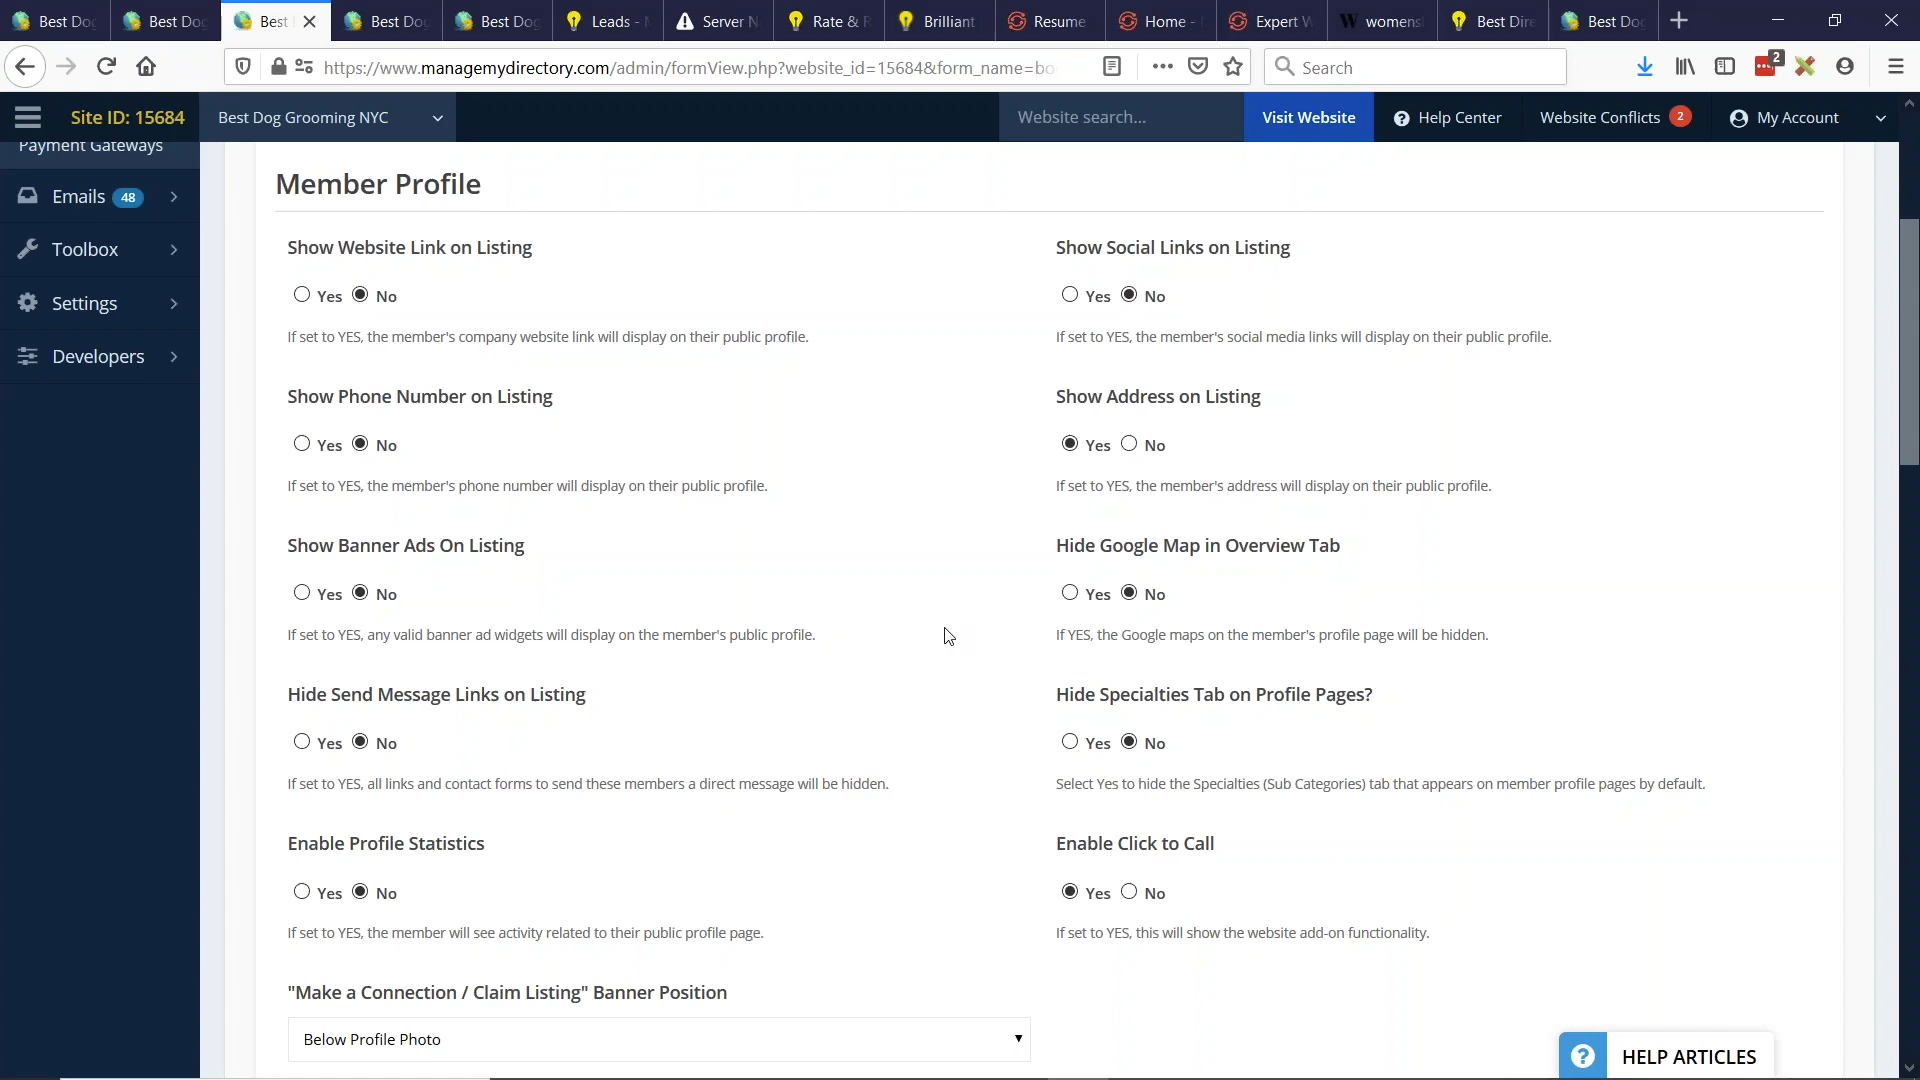 Best Do
Best Do
Best
Best Do
Best Dog
Leads -
Server N
Rate & R
Brilliant
Resume
Home -
Expert W
womens
Best Dire
Best Do
https://www.managemydirectory.com/admin/formView.php?website_id=15684&form_name=bo
Search
2
Site ID: 15684
Best Dog Grooming NYC
Website search...
Visit Website
Help Center
Website Conflicts 2
My Account
Payment Gateways
Emails 48
Toolbox
Settings
Developers
Member Profile
Show Website Link on Listing
Yes No
If set to YES, the member's company website link will display on their public profile.
Show Social Links on Listing
Yes No
If set to YES, the member's social media links will display on their public profile.
Show Phone Number on Listing
Yes No
If set to YES, the member's phone number will display on their public profile.
Show Address on Listing
Yes No
If set to YES, the member's address will display on their public profile.
Show Banner Ads On Listing
Yes No
If set to YES, any valid banner ad widgets will display on the member's public profile.
Hide Google Map in Overview Tab
Yes No
If YES, the Google maps on the member's profile page will be hidden.
Hide Send Message Links on Listing
Yes No
If set to YES, all links and contact forms to send these members a direct message will be hidden.
Hide Specialties Tab on Profile Pages?
Yes No
Select Yes to hide the Specialties (Sub Categories) tab that appears on member profile pages by default.
Enable Profile Statistics
Yes No
If set to YES, the member will see activity related to their public profile page.
Enable Click to Call
Yes No
If set to YES, this will show the website add-on functionality.
"Make a Connection / Claim Listing" Banner Position
Below Profile Photo
HELP ARTICLES